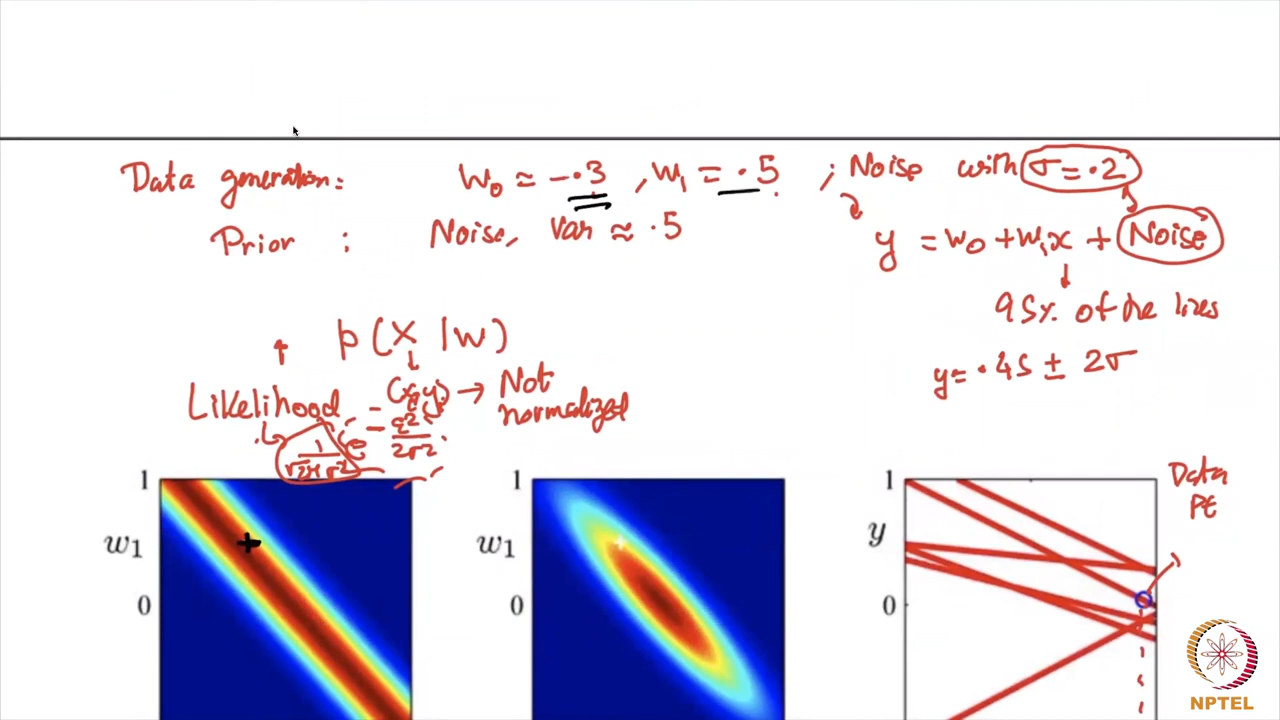 Data generation: w₀ = -.3 , w₁ = .5 ; Noise with σ = .2
Prior : Noise, var ≈ .5
y = w₀ + w₁x + Noise
95% of the lines
y = .45 ± 2σ
p(X|w)
Likelihood
(x, y) → Not normalized
1
w₁
0
1
w₁
0
1
y
0
Data
Pt
NPTEL